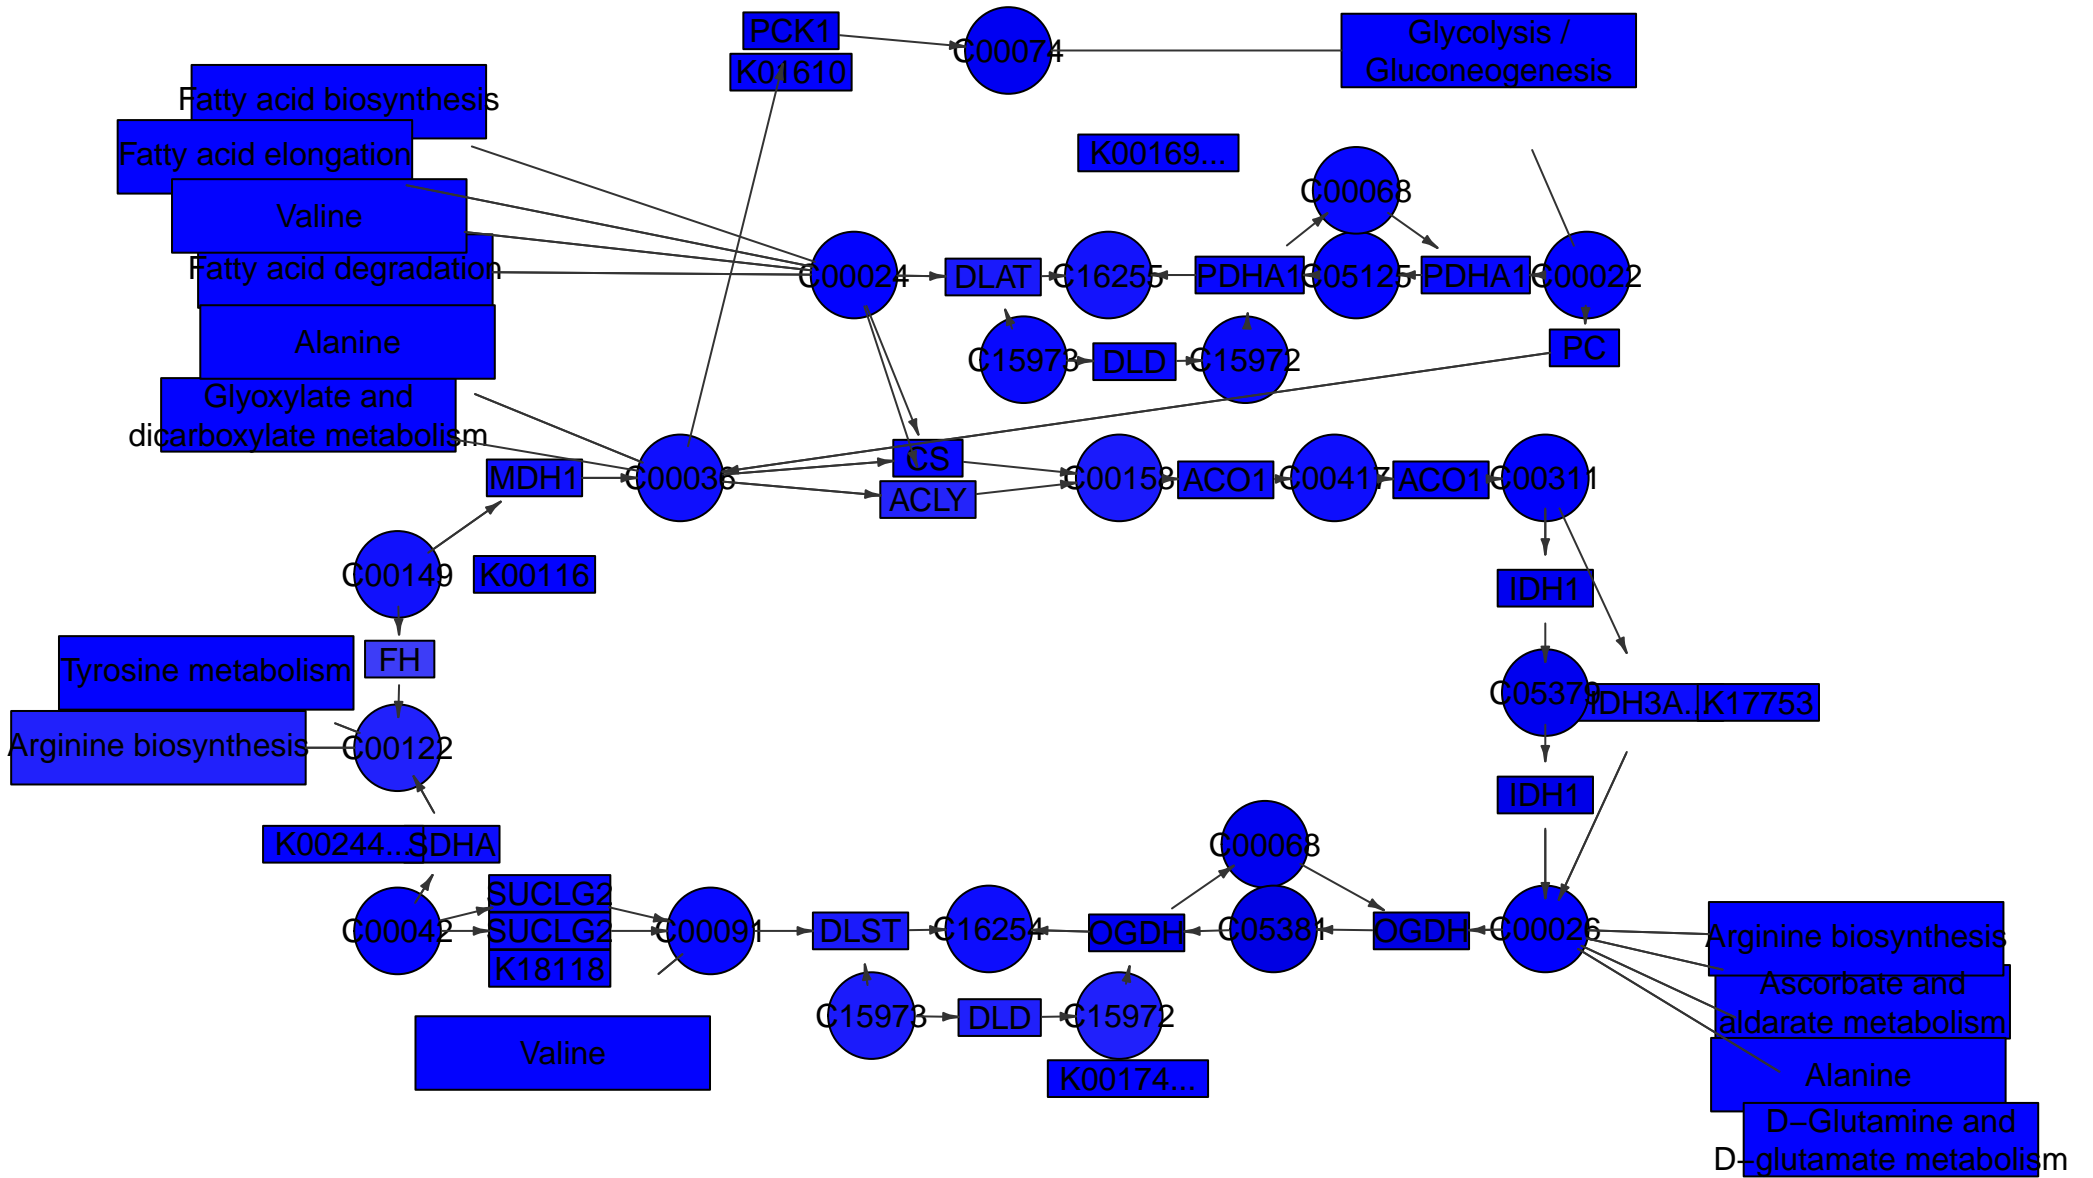 PCK1
C00074
Glycolysis /
Gluconeogenesis
K01610
Fatty acid biosynthesis
Fatty acid elongation
K00169...
C00068
Valine
Fatty acid degradation
C00024
DLAT
C16255
PDHA1
C05125
PDHA1
C00022
Alanine
C15973
DLD
C15972
PC
Glyoxylate and
dicarboxylate metabolism
MDH1
C00036
CS
ACLY
C00158
ACO1
C00417
ACO1
C00311
C00149
K00116
IDH1
FH
Tyrosine metabolism
C05379
IDH3A...
K17753
Arginine biosynthesis
C00122
IDH1
K00244...
SDHA
C00068
SUCLG2
C00042
SUCLG2
C00091
DLST
C16254
OGDH
C05381
OGDH
C00026
Arginine biosynthesis
K18118
Ascorbate and
aldarate metabolism
C15973
DLD
C15972
Valine
K00174...
Alanine
D−Glutamine and
D−glutamate metabolism